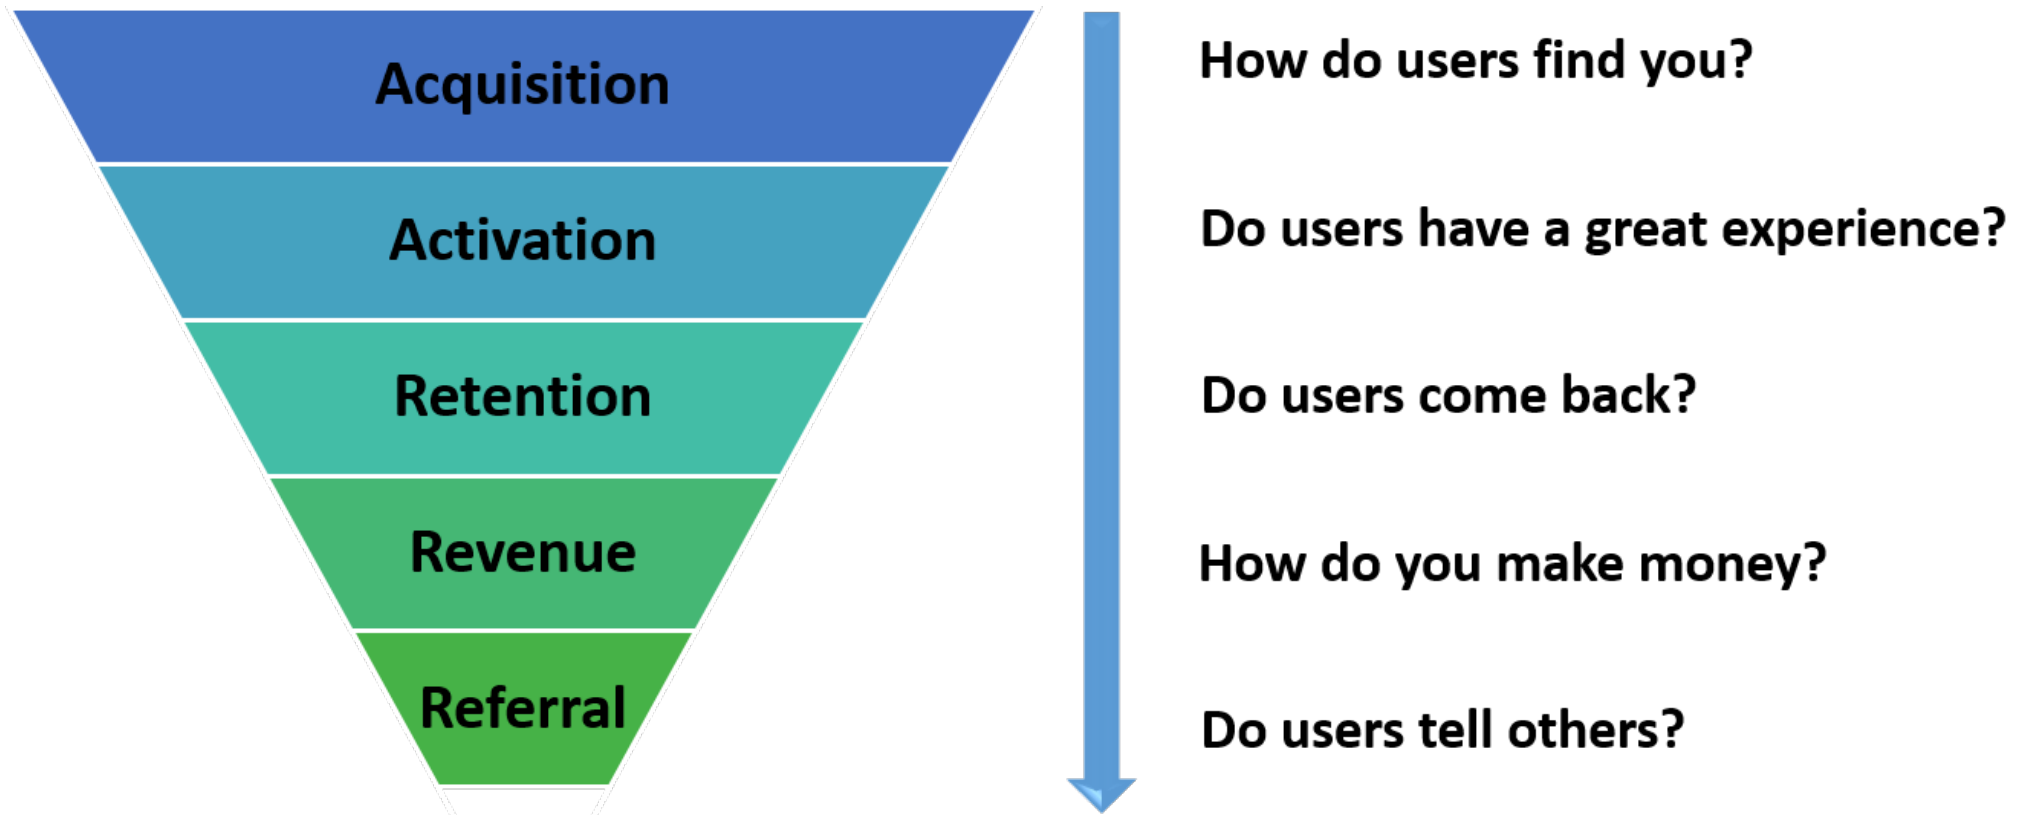 Acquisition
How do users find you?
Activation
Do users have a great experience?
Retention
Do users come back?
Revenue
How do you make money?
Referral
Do users tell others?